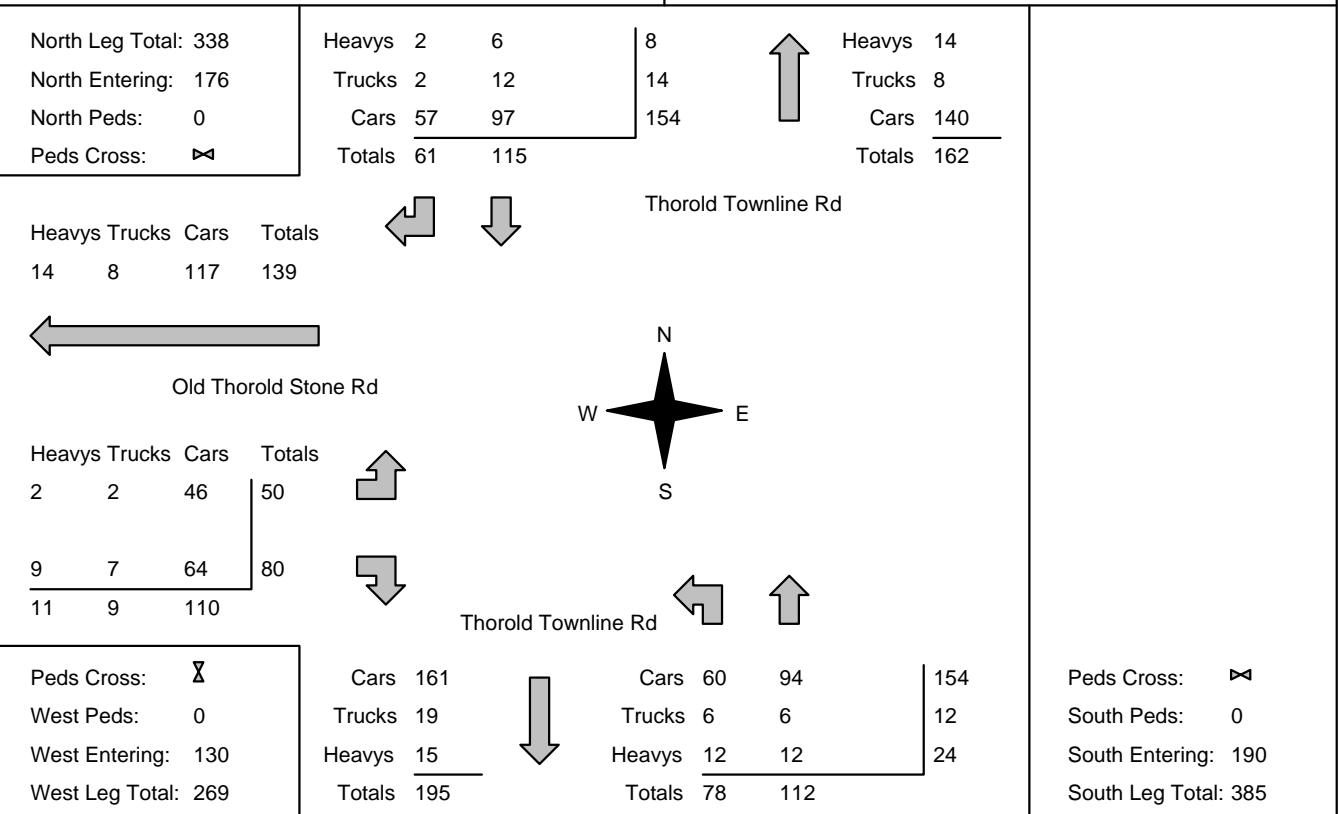 North Leg Total: 338
North Entering: 176
North Peds: 0
Peds Cross:
Heavys 2 6 8
Trucks 2 12 14
Cars 57 97 154
Totals 61 115
Heavys 14
Trucks 8
Cars 140
Totals 162
Thorold Townline Rd
Heavys Trucks Cars Totals
14 8 117 139
Old Thorold Stone Rd
N
W E
S
Heavys Trucks Cars Totals
2 2 46 50
9 7 64 80
11 9 110
Thorold Townline Rd
Peds Cross:
West Peds: 0
West Entering: 130
West Leg Total: 269
Cars 161
Trucks 19
Heavys 15
Totals 195
Cars 60 94 154
Trucks 6 6 12
Heavys 12 12 24
Totals 78 112
Peds Cross:
South Peds: 0
South Entering: 190
South Leg Total: 385